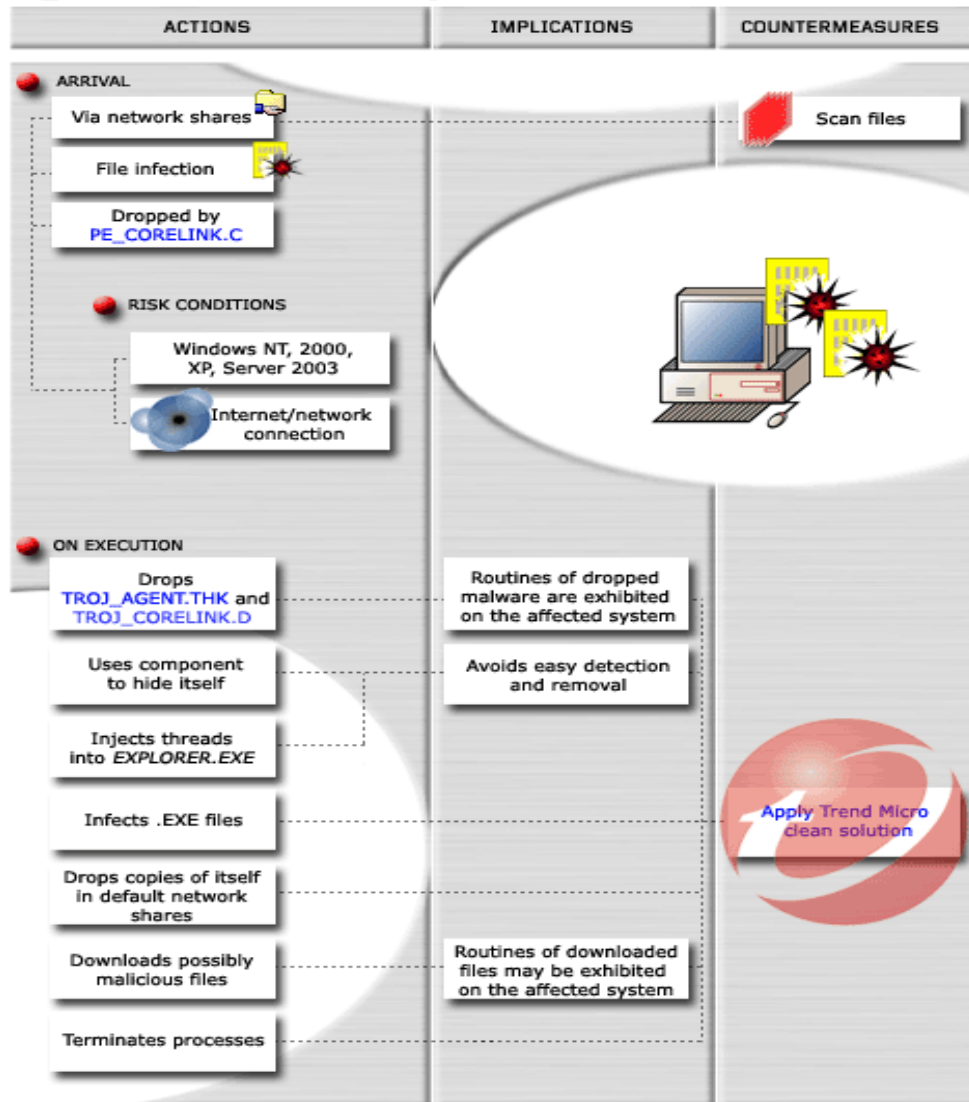 ACTIONS
IMPLICATIONS
COUNTERMEASURES
ARRIVAL
Via network shares
Scan files
File infection
Dropped by
PE_CORELINK.C
RISK CONDITIONS
Windows NT, 2000,
XP, Server 2003
Internet/network
connection
ON EXECUTION
Drops
TROJ_AGENT.THK and
TROJ_CORELINK.D
Routines of dropped
malware are exhibited
on the affected system
Uses component
to hide itself
Avoids easy detection
and removal
Injects threads
into EXPLORER.EXE
Infects .EXE files
Apply Trend Micro
clean solution
Drops copies of itself
in default network
shares
Downloads possibly
malicious files
Routines of downloaded
files may be exhibited
on the affected system
Terminates processes